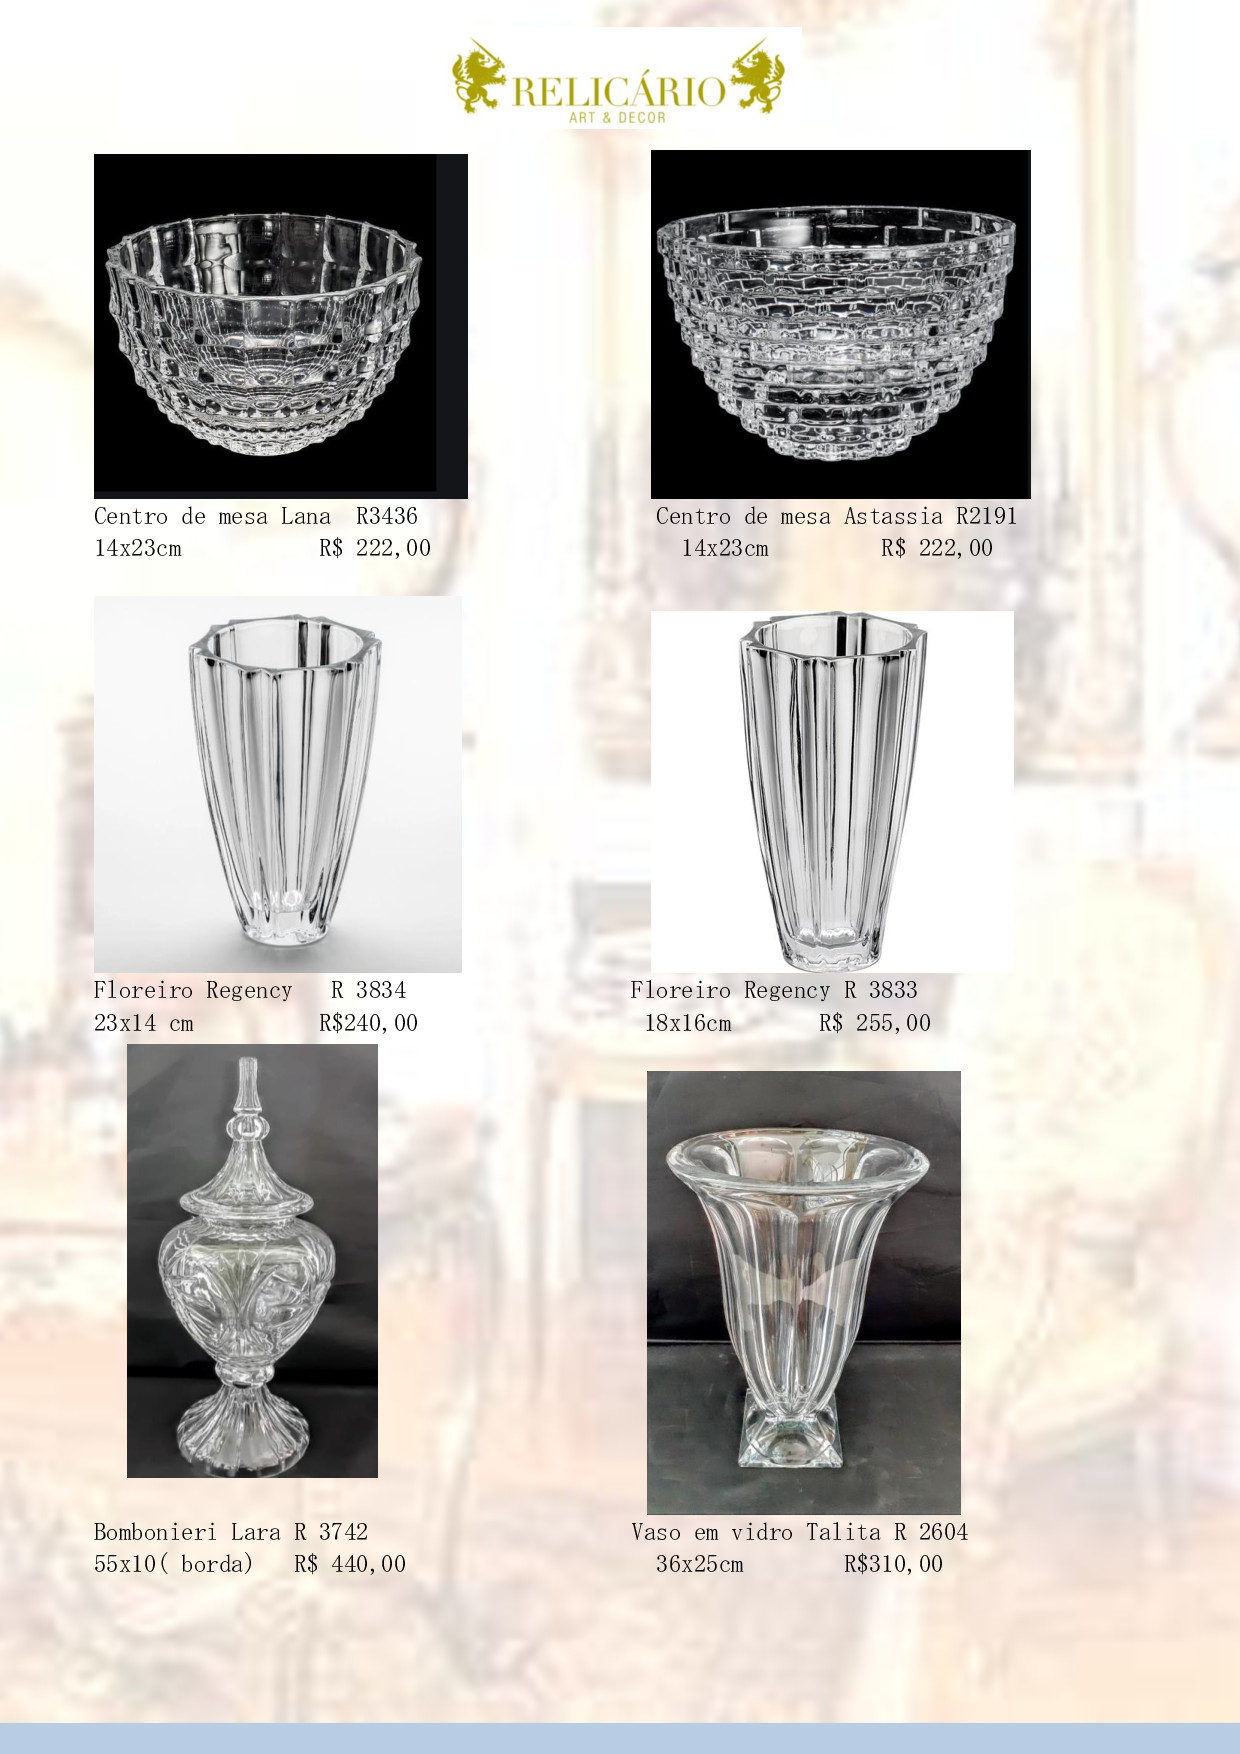 RELICÁRIO
ART & DECOR
Centro de mesa Lana R3436
14x23cm R$ 222,00
Centro de mesa Astassia R2191
14x23cm R$ 222,00
Floreiro Regency R 3834
23x14 cm R$240,00
Floreiro Regency R 3833
18x16cm R$ 255,00
Bombonieri Lara R 3742
55x10( borda) R$ 440,00
Vaso em vidro Talita R 2604
36x25cm R$310,00